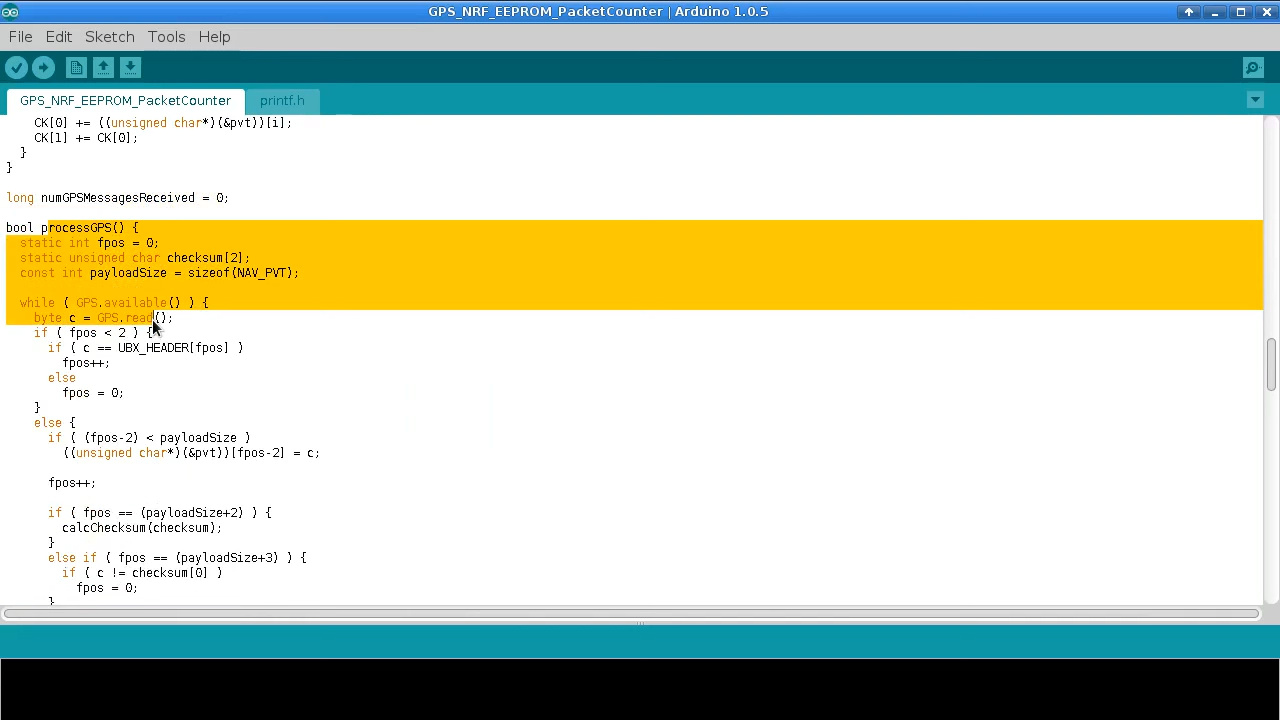 GPS_NRF_EEPROM_PacketCounter | Arduino 1.0.5
File Edit Sketch Tools Help
GPS_NRF_EEPROM_PacketCounter printf.h
CK[0] += ((unsigned char*)(&pvt))[i];
CK[1] += CK[0];
}
}
long numGPSMessagesReceived = 0;
bool processGPS() {
static int fpos = 0;
static unsigned char checksum[2];
const int payloadSize = sizeof(NAV_PVT);
while ( GPS.available() ) {
byte c = GPS.read();
if ( fpos < 2 ) {
if ( c == UBX_HEADER[fpos] )
fpos++;
else
fpos = 0;
}
else {
if ( (fpos-2) < payloadSize )
((unsigned char*)(&pvt))[fpos-2] = c;
fpos++;
if ( fpos == (payloadSize+2) ) {
calcChecksum(checksum);
}
else if ( fpos == (payloadSize+3) ) {
if ( c != checksum[0] )
fpos = 0;
}